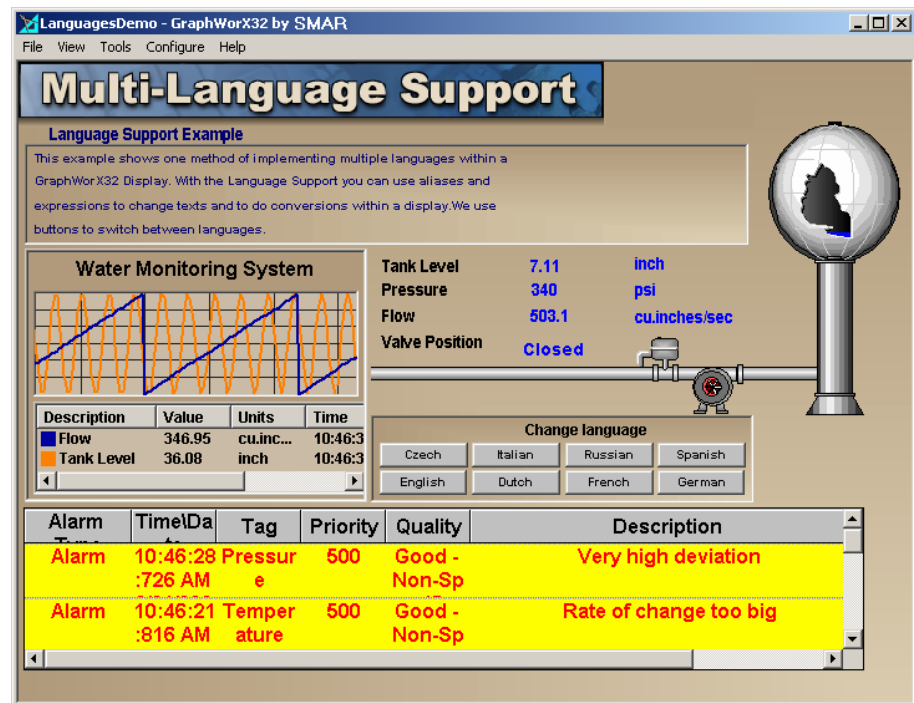 LanguagesDemo - GraphWorX32 by SMAR
File View Tools Configure Help
Multi-Language Support
Language Support Example
This example shows one method of implementing multiple languages within a
GraphWorX32 Display. With the Language Support you can use aliases and
expressions to change texts and to do conversions within a display.We use
buttons to switch between languages.
Water Monitoring System
Description Value Units Time
Flow 346.95 cu.inc... 10:46:3
Tank Level 36.08 inch 10:46:3
Tank Level 7.11 inch
Pressure 340 psi
Flow 503.1 cu.inches/sec
Valve Position Closed
Change language
Czech Italian Russian Spanish
English Dutch French German
Alarm Time\Da Tag Priority Quality Description
Alarm 10:46:28 Pressur 500 Good - Very high deviation
:726 AM e Non-Sp
Alarm 10:46:21 Temper 500 Good - Rate of change too big
:816 AM ature Non-Sp